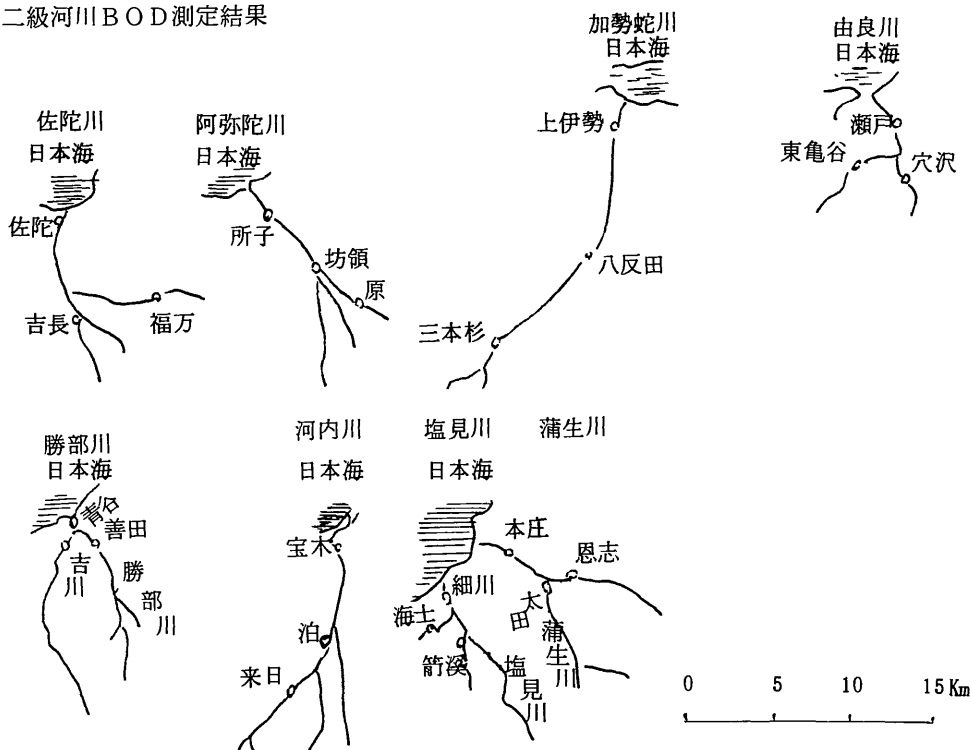 二級河川ＢＯＤ測定結果
加勢蛇川
日本海
由良川
日本海
上伊勢
瀬戸
東亀谷
穴沢
佐陀川
日本海
阿弥陀川
日本海
佐陀
所子
坊領
原
八反田
吉長
福万
三本杉
勝部川
日本海
河内川
日本海
塩見川
日本海
蒲生川
青谷
善田
吉川
勝部川
宝木
本庄
恩志
細川
太田
海士
蒲生川
泊
箭渓
塩見川
来日
0 5 10 15Km